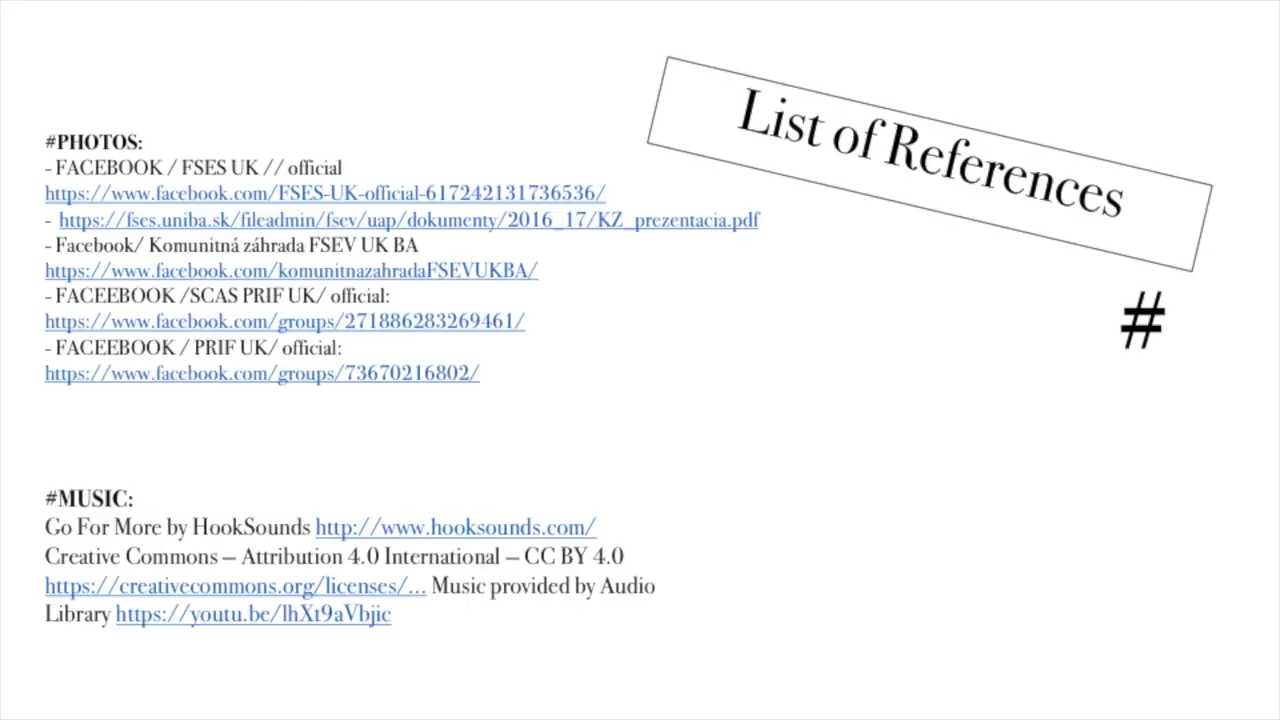 List of References
#
#PHOTOS:
- FACEBOOK / FSES UK // official
https://www.facebook.com/FSES-UK-official-617242131736536/
- https://fses.uniba.sk/fileadmin/fsev/uap/dokumenty/2016_17/KZ_prezentacia.pdf
- Facebook/ Komunitná záhrada FSEV UK BA
https://www.facebook.com/komunitnazahradaFSEVUKBA/
- FACEEBOOK /SCAS PRIF UK/ official:
https://www.facebook.com/groups/271886283269461/
- FACEEBOOK / PRIF UK/ official:
https://www.facebook.com/groups/73670216802/
#MUSIC:
Go For More by HookSounds http://www.hooksounds.com/
Creative Commons – Attribution 4.0 International – CC BY 4.0
https://creativecommons.org/licenses/... Music provided by Audio
Library https://youtu.be/lhXt9aVbjic